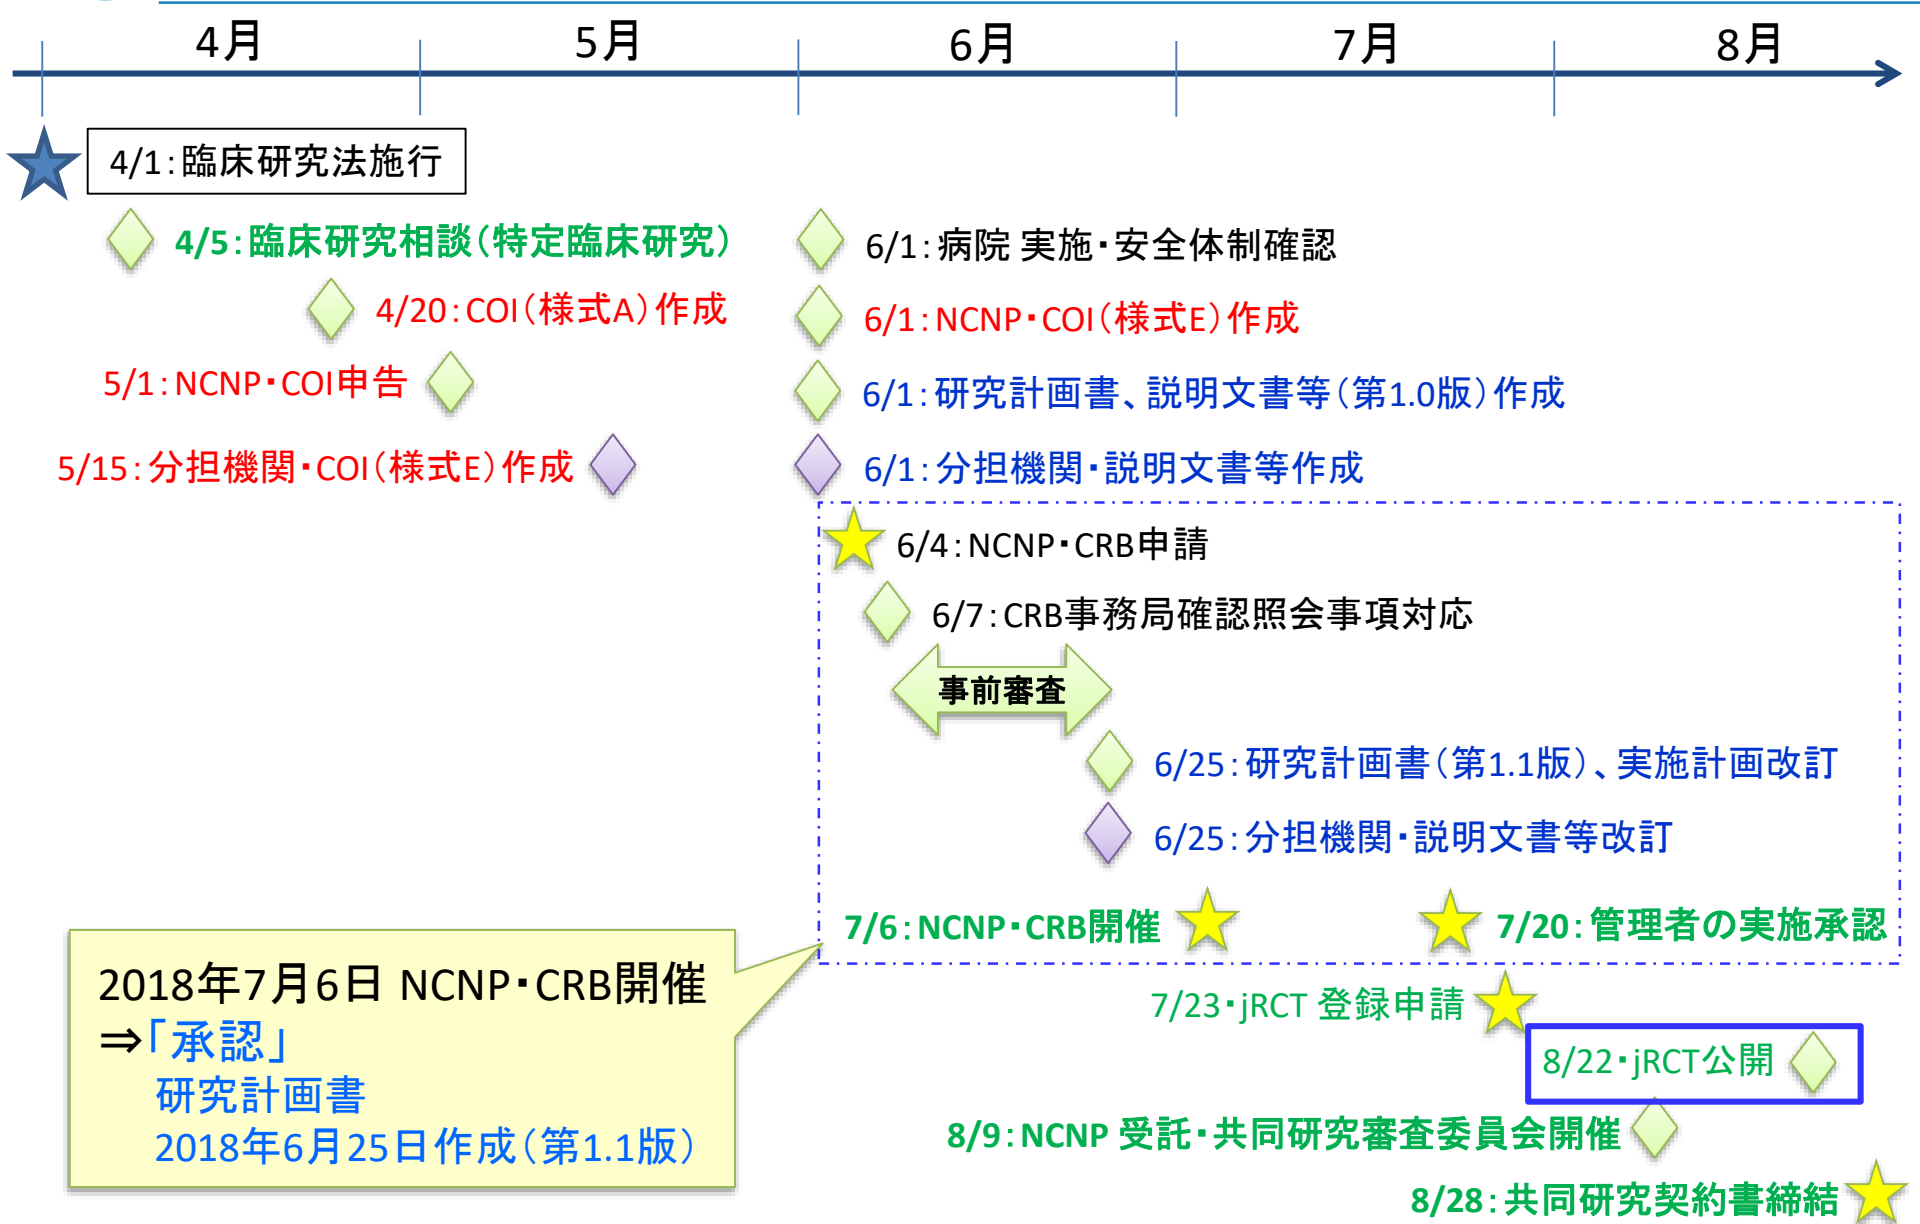 4月 5月 6月 7月 8月
4/1：臨床研究法施行
4/5：臨床研究相談（特定臨床研究）
6/1：病院 実施・安全体制確認
4/20：COI（様式A）作成
6/1：NCNP・COI（様式E）作成
5/1：NCNP・COI申告
6/1：研究計画書、説明文書等（第1.0版）作成
5/15：分担機関・COI（様式E）作成
6/1：分担機関・説明文書等作成
6/4：NCNP・CRB申請
6/7：CRB事務局確認照会事項対応
事前審査
6/25：研究計画書（第1.1版）、実施計画改訂
6/25：分担機関・説明文書等改訂
7/6：NCNP・CRB開催
7/20：管理者の実施承認
2018年7月6日 NCNP・CRB開催
⇒「承認」
研究計画書
2018年6月25日作成（第1.1版）
7/23・jRCT 登録申請
8/22・jRCT公開
8/9：NCNP 受託・共同研究審査委員会開催
8/28：共同研究契約書締結